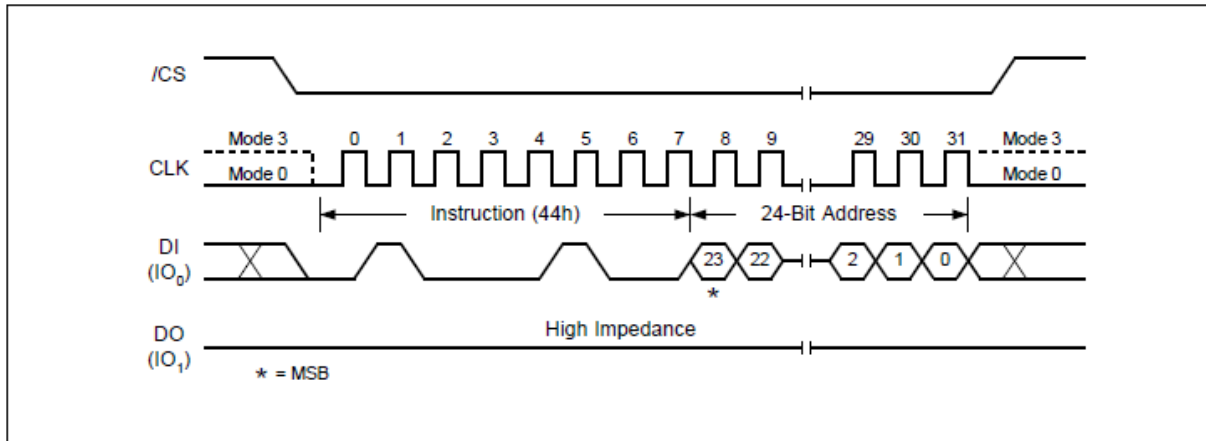 /CS
Mode 3 0 1 2 3 4 5 6 7 8 9 29 30 31 Mode 3
CLK
Mode 0 Mode 0
Instruction (44h) 24-Bit Address
DI
(IO0)
23 22 2 1 0
*
High Impedance
DO
(IO1)
* = MSB